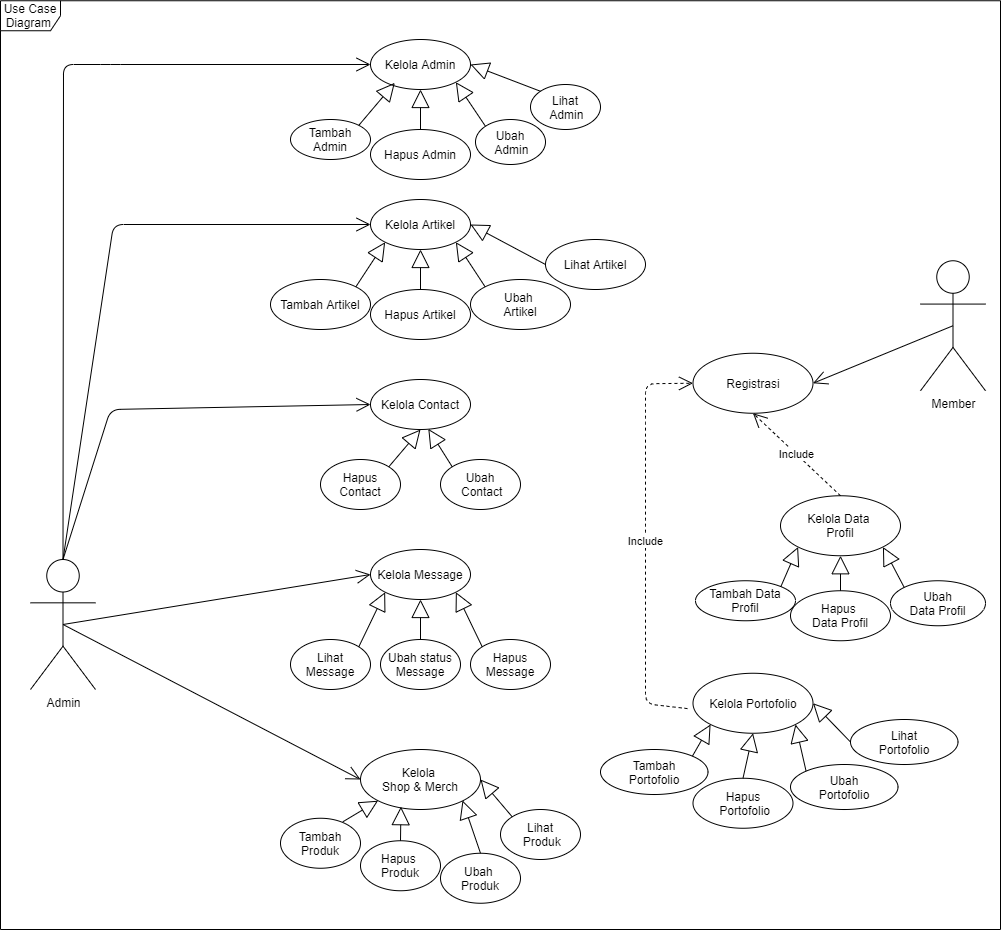 Use Case
Diagram
Kelola Admin
Tambah
Admin
Hapus Admin
Ubah
Admin
Lihat
Admin
Kelola Artikel
Tambah Artikel
Hapus Artikel
Ubah
Artikel
Lihat Artikel
Kelola Contact
Hapus
Contact
Ubah
Contact
Kelola Message
Lihat
Message
Ubah status
Message
Hapus
Message
Kelola
Shop & Merch
Tambah
Produk
Hapus
Produk
Ubah
Produk
Lihat
Produk
Admin
Member
Registrasi
Include
Include
Kelola Data
Profil
Tambah Data
Profil
Hapus
Data Profil
Ubah
Data Profil
Kelola Portofolio
Tambah
Portofolio
Hapus
Portofolio
Ubah
Portofolio
Lihat
Portofolio